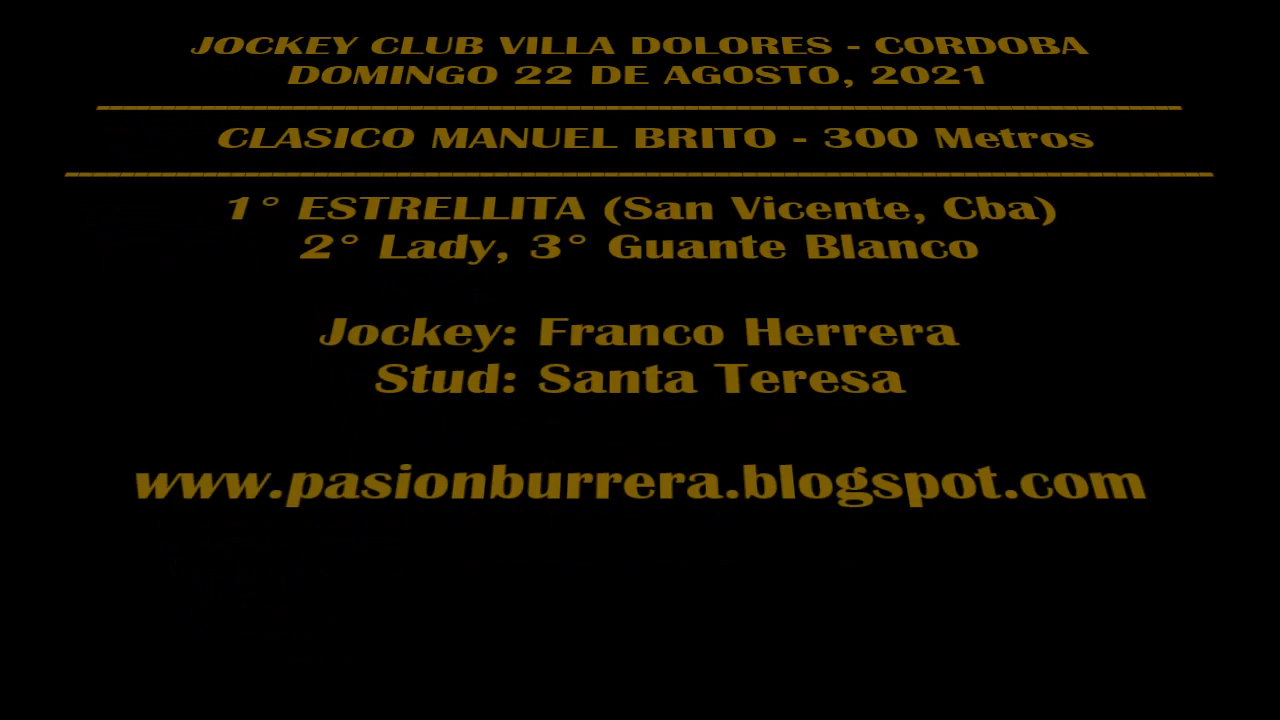 JOCKEY CLUB VILLA DOLORES - CORDOBA
DOMINGO 22 DE AGOSTO, 2021
CLASICO MANUEL BRITO - 300 Metros
1° ESTRELLITA (San Vicente, Cba)
2° Lady, 3° Guante Blanco
Jockey: Franco Herrera
Stud: Santa Teresa
www.pasionburrera.blogspot.com